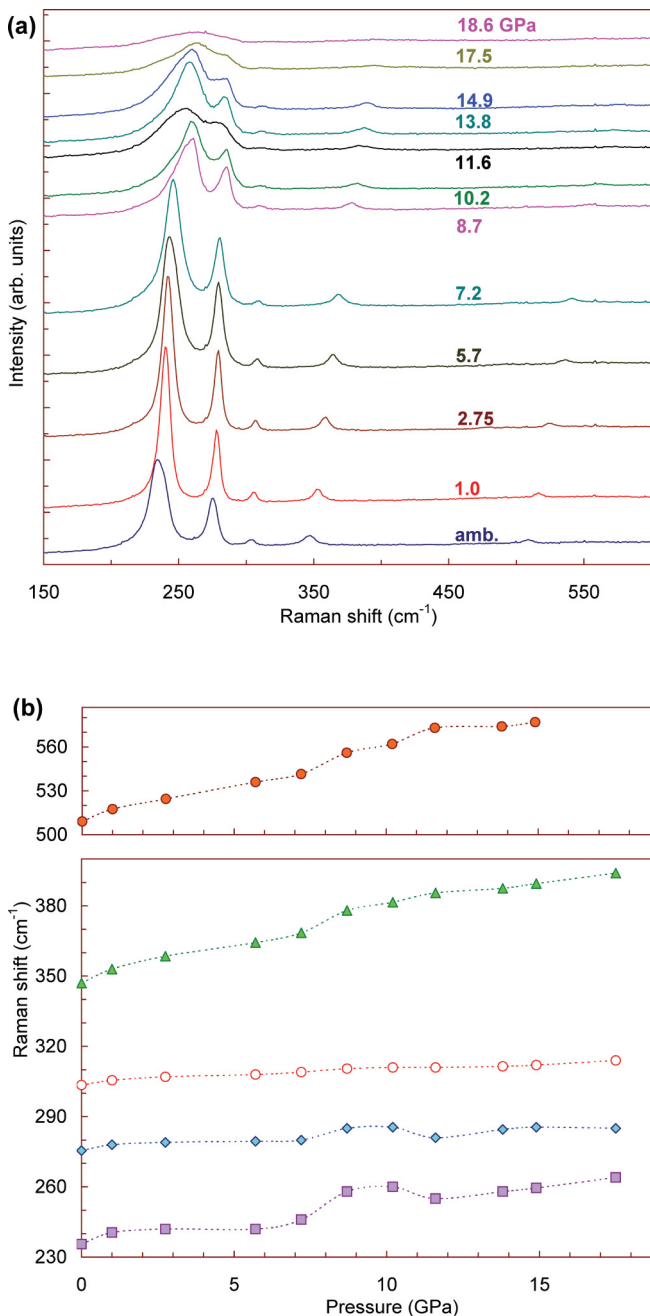 (a)
18.6 GPa
17.5
14.9
13.8
11.6
10.2
8.7
7.2
5.7
2.75
1.0
amb.
Intensity (arb. units)
150 250 350 450 550
Raman shift (cm-1)
(b)
560
530
500
380
350
320
290
260
230
Raman shift (cm-1)
0 5 10 15
Pressure (GPa)